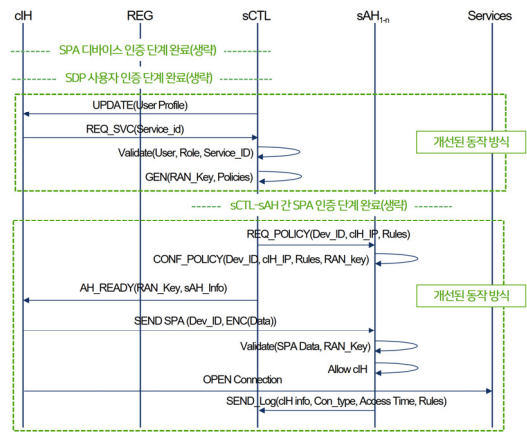 cIH REG sCTL sAH1-n Services
SPA 디바이스 인증 단계 완료(생략)
SDP 사용자 인증 단계 완료(생략)
UPDATE(User Profile)
REQ_SVC(Service_id)
개선된 동작 방식
Validate(User, Role, Service_ID)
GEN(RAN_Key, Policies)
sCTL-sAH 간 SPA 인증 단계 완료(생략)
REQ_POLICY(Dev_ID, cIH_IP, Rules)
CONF_POLICY(Dev_ID, cIH_IP, Rules, RAN_key)
AH_READY(RAN_Key, sAH_Info)
개선된 동작 방식
SEND SPA (Dev_ID, ENC(Data))
Validate(SPA Data, RAN_Key)
Allow cIH
OPEN Connection
SEND_Log(cIH info, Con_type, Access Time, Rules)